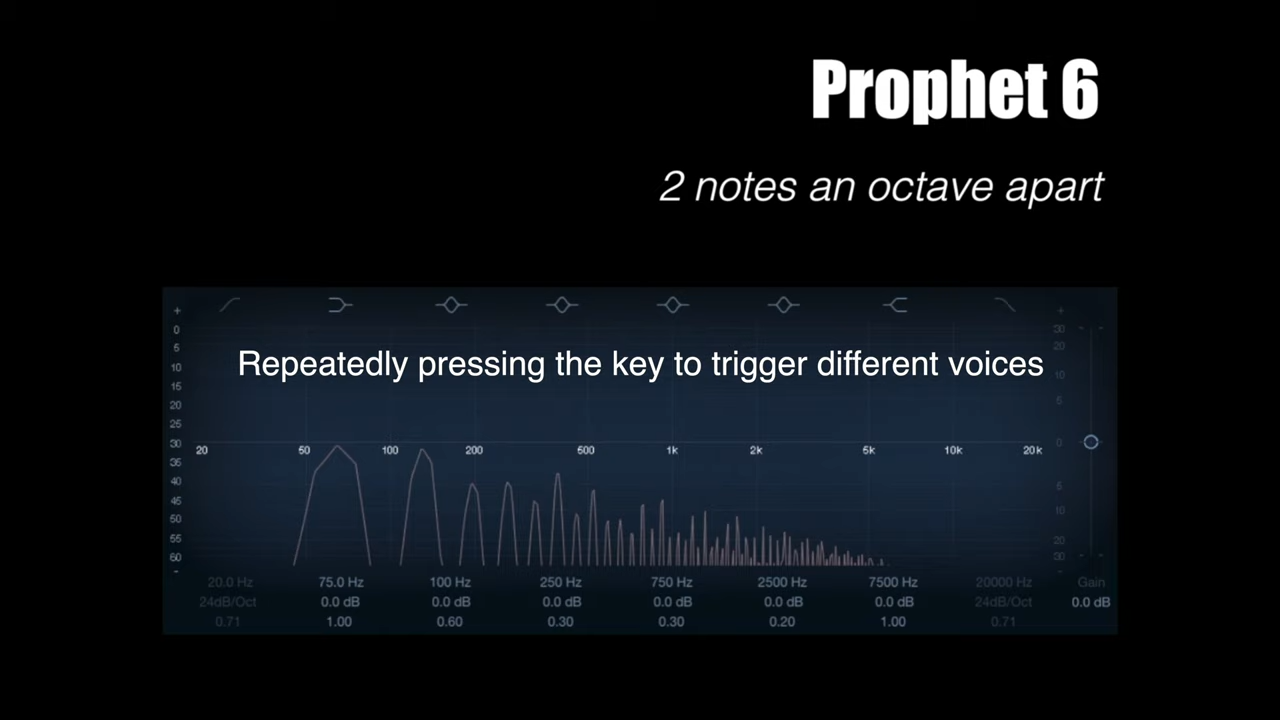 Prophet 6
2 notes an octave apart
Repeatedly pressing the key to trigger different voices
+ +
0 30
5 20
10 10
15
20 5
25
30 20 50 100 200 500 1k 2k 5k 10k 20k 0
35
40 5
45
50 10
55 20
60 30
- -
20.0 Hz 75.0 Hz 100 Hz 250 Hz 750 Hz 2500 Hz 7500 Hz 20000 Hz Gain
24dB/Oct 0.0 dB 0.0 dB 0.0 dB 0.0 dB 0.0 dB 0.0 dB 24dB/Oct 0.0 dB
0.71 1.00 0.60 0.30 0.30 0.20 1.00 0.71